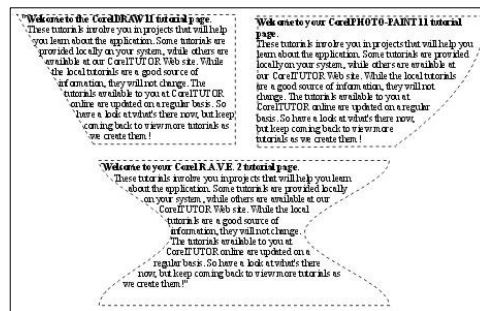 "Welcome to the CorelDRAW 11 tutorial page.
These tutorials involve you in projects that will help
you learn about the application. Some tutorials are
provided locally on your system, while others are
available at our CorelTUTOR Web site. While
the local tutorials are a good source of
information, they will not change. The
tutorials available to you at CorelTUTOR
online are updated on a regular basis. So
have a look at what's there now, but keep
coming back to view more tutorials as
we create them!
Welcome to your Corel PHOTO-PAINT 11 tutorial
page.
These tutorials involve you in projects that will help you
learn about the application. Some tutorials are provided
locally on your system, while others are available at
our CorelTUTOR Web site. While the local tutorials
are a good source of information, they will not
change. The tutorials available to you at
CorelTUTOR online are updated on a regular
basis. So have a look at what's there now,
but keep coming back to view more
tutorials as we create them!
Welcome to your Corel R.A.V.E. 2 tutorial page.
These tutorials involve you in projects that will help you learn
about the application. Some tutorials are provided locally
on your system, while others are available at our
CorelTUTOR Web site. While the local
tutorials are a good source of
information, they will not change.
The tutorials available to you at
CorelTUTOR online are updated on a
regular basis. So have a look at what's there
now, but keep coming back to view more tutorials as
we create them!"